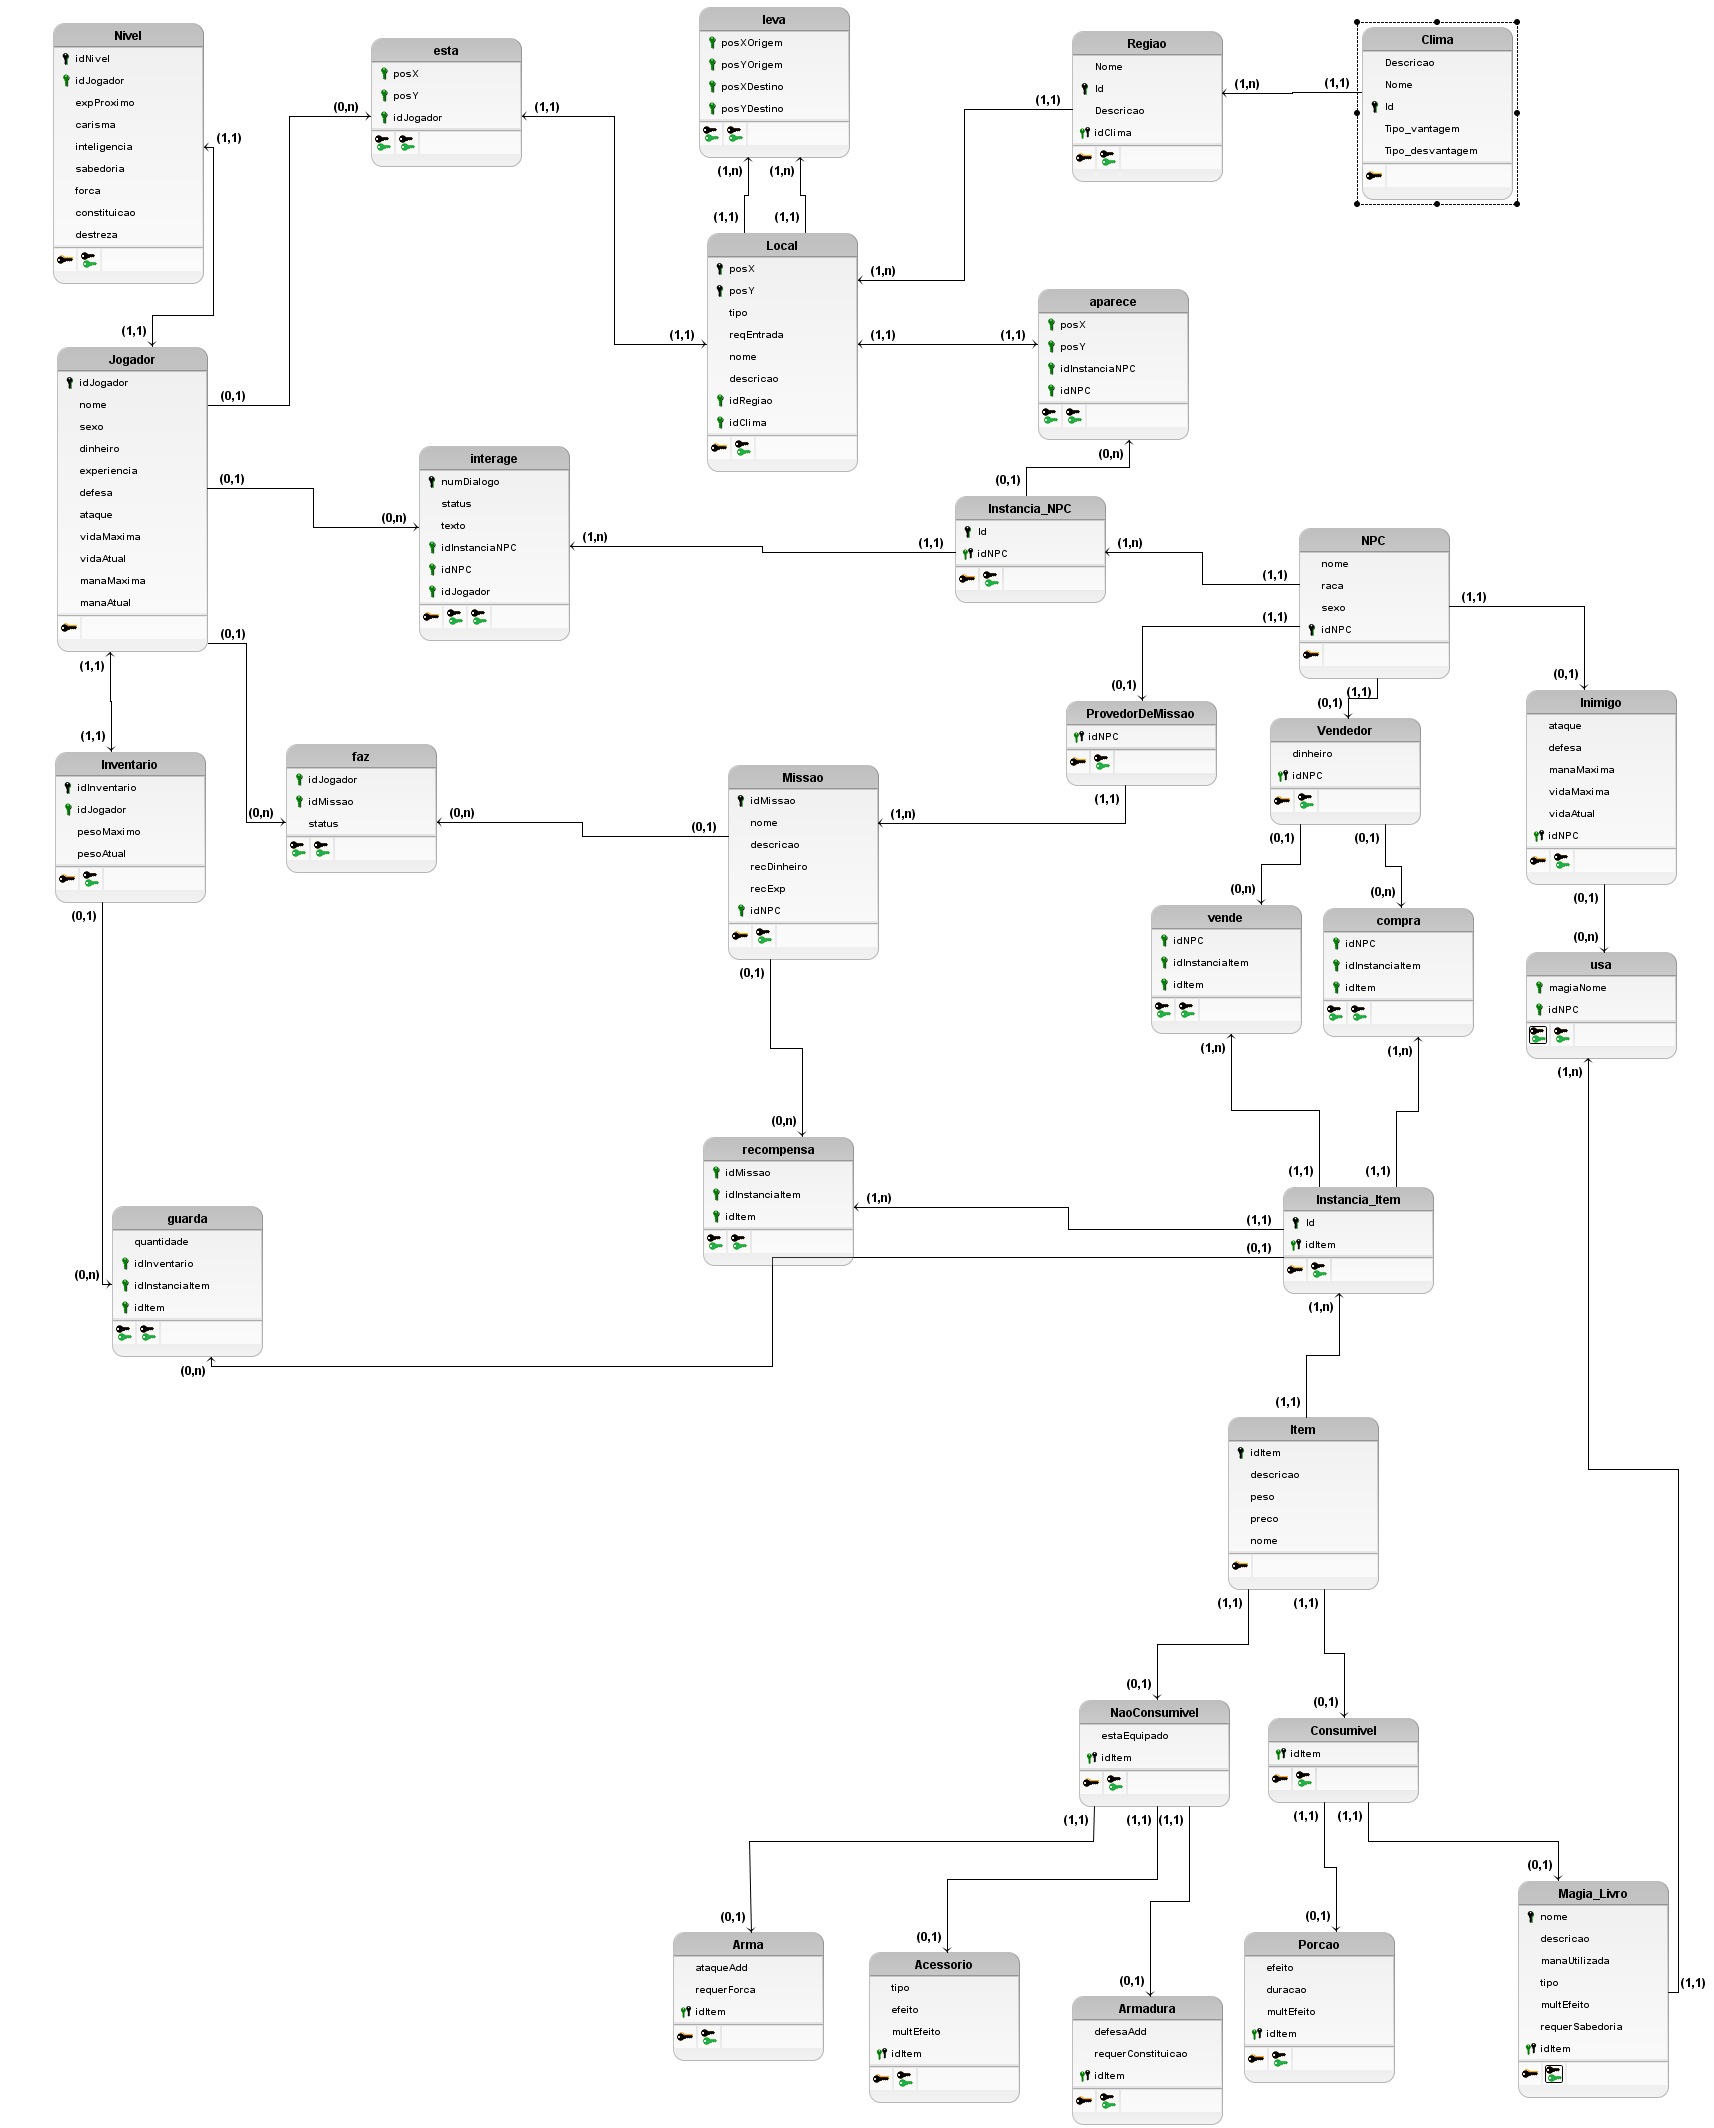 Nivel
idNivel
idJogador
expProximo
carisma
inteligencia
sabedoria
forca
constituicao
destreza
(1,1)
(1,1)
esta
posX
posY
idJogador
(0,n)
(1,1)
leva
posXOrigem
posYOrigem
posXDestino
posYDestino
(1,n)
(1,n)
(1,1)
(1,1)
Regiao
Nome
Id
Descricao
idClima
(1,1)
(1,n)
(1,1)
Clima
Descricao
Nome
Id
Tipo_vantagem
Tipo_desvantagem
Local
posX
posY
tipo
reqEntrada
nome
descricao
idRegiao
idClima
(1,n)
(1,1)
(1,1)
(1,1)
aparece
posX
posY
idInstanciaNPC
idNPC
(0,n)
(0,1)
Jogador
idJogador
nome
sexo
dinheiro
experiencia
defesa
ataque
vidaMaxima
vidaAtual
manaMaxima
manaAtual
(0,1)
(0,1)
(0,n)
(0,1)
(1,1)
(1,1)
interage
numDialogo
status
texto
idInstanciaNPC
idNPC
idJogador
(1,n)
(1,1)
Instancia_NPC
Id
idNPC
(1,n)
(1,1)
(1,1)
NPC
nome
raca
sexo
idNPC
(1,1)
(0,1)
(1,1)
(0,1)
(0,1)
ProvedorDeMissao
idNPC
(1,1)
Vendedor
dinheiro
idNPC
(0,1)
(0,1)
(0,n)
(0,n)
Inimigo
ataque
defesa
manaMaxima
vidaMaxima
vidaAtual
idNPC
(0,1)
(0,n)
Inventario
idInventario
idJogador
pesoMaximo
pesoAtual
(0,1)
faz
idJogador
idMissao
status
(0,n)
(0,n)
(0,1)
Missao
idMissao
nome
descricao
recDinheiro
recExp
idNPC
(1,n)
(0,1)
(0,n)
vende
idNPC
idInstanciaItem
idItem
(1,n)
compra
idNPC
idInstanciaItem
idItem
(1,n)
usa
magiaNome
idNPC
(1,n)
recompensa
idMissao
idInstanciaItem
idItem
(1,n)
(1,1)
(1,1)
(1,1)
(0,1)
Instancia_Item
Id
idItem
(1,n)
(1,1)
guarda
quantidade
idInventario
idInstanciaItem
idItem
(0,n)
(0,n)
Item
idItem
descricao
peso
preco
nome
(1,1)
(1,1)
(0,1)
(0,1)
NaoConsumivel
estaEquipado
idItem
(1,1)
(1,1)
(1,1)
Consumivel
idItem
(1,1)
(1,1)
(0,1)
(0,1)
(0,1)
(0,1)
(0,1)
Arma
ataqueAdd
requerForca
idItem
Acessorio
tipo
efeito
multEfeito
idItem
Armadura
defesaAdd
requerConstituicao
idItem
Porcao
efeito
duracao
multEfeito
idItem
Magia_Livro
nome
descricao
manaUtilizada
tipo
multEfeito
requerSabedoria
idItem
(1,1)